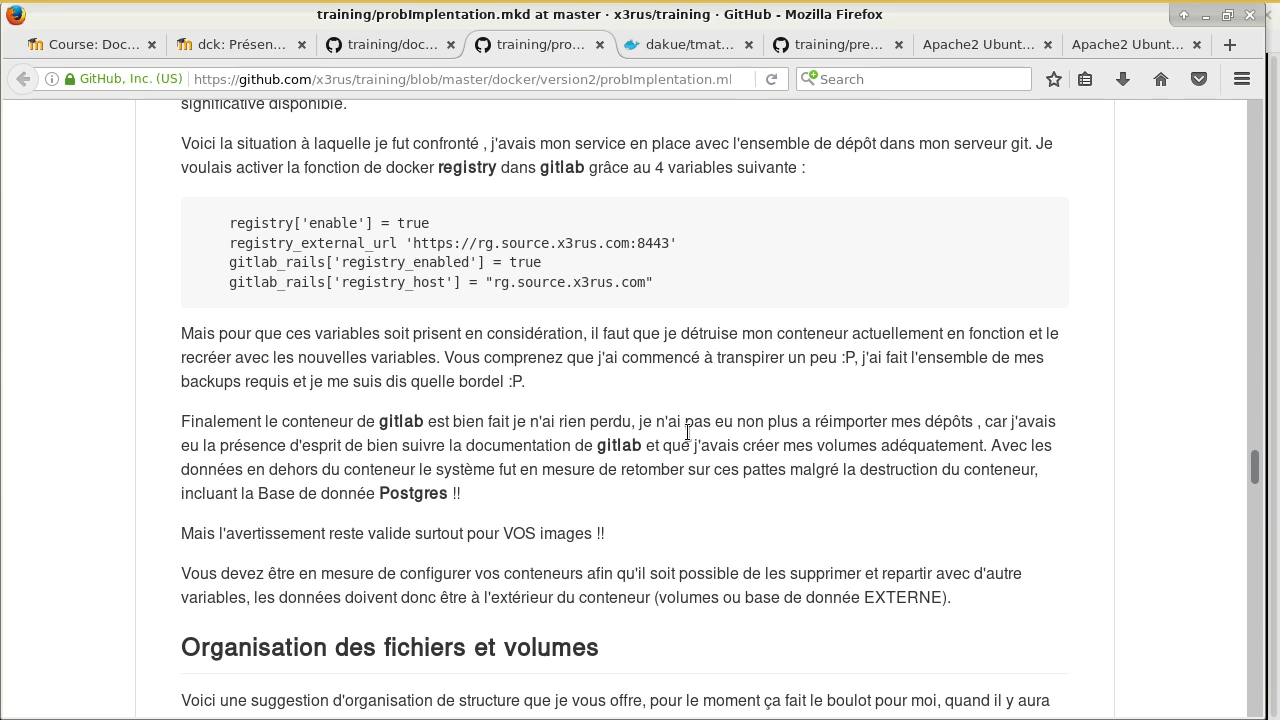 training/probImplentation.mkd at master · x3rus/training · GitHub - Mozilla Firefox
Course: Doc...
dck: Présen...
training/doc...
training/pro...
dakue/tmat...
training/pre...
Apache2 Ubunt...
Apache2 Ubunt...
GitHub, Inc. (US)
https://github.com/x3rus/training/blob/master/docker/version2/probImplentation.ml
Search
significative disponible.
Voici la situation à laquelle je fut confronté , j'avais mon service en place avec l'ensemble de dépôt dans mon serveur git. Je
voulais activer la fonction de docker registry dans gitlab grâce au 4 variables suivante :
registry['enable'] = true
registry_external_url 'https://rg.source.x3rus.com:8443'
gitlab_rails['registry_enabled'] = true
gitlab_rails['registry_host'] = "rg.source.x3rus.com"
Mais pour que ces variables soit prisent en considération, il faut que je détruise mon conteneur actuellement en fonction et le
recréer avec les nouvelles variables. Vous comprenez que j'ai commencé à transpirer un peu :P, j'ai fait l'ensemble de mes
backups requis et je me suis dis quelle bordel :P.
Finalement le conteneur de gitlab est bien fait je n'ai rien perdu, je n'ai pas eu non plus a réimporter mes dépôts , car j'avais
eu la présence d'esprit de bien suivre la documentation de gitlab et que j'avais créer mes volumes adéquatement. Avec les
données en dehors du conteneur le système fut en mesure de retomber sur ces pattes malgré la destruction du conteneur,
incluant la Base de donnée Postgres !!
Mais l'avertissement reste valide surtout pour VOS images !!
Vous devez être en mesure de configurer vos conteneurs afin qu'il soit possible de les supprimer et repartir avec d'autre
variables, les données doivent donc être à l'extérieur du conteneur (volumes ou base de donnée EXTERNE).
Organisation des fichiers et volumes
Voici une suggestion d'organisation de structure que je vous offre, pour le moment ça fait le boulot pour moi, quand il y aura